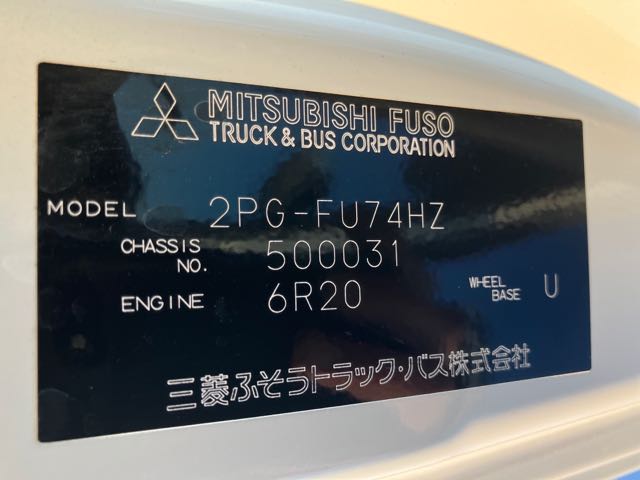 MITSUBISHI FUSO
TRUCK & BUS CORPORATION
MODEL 2PG-FU74HZ
CHASSIS NO. 500031
ENGINE 6R20 WHEEL BASE U
三菱ふそうトラック・バス株式会社